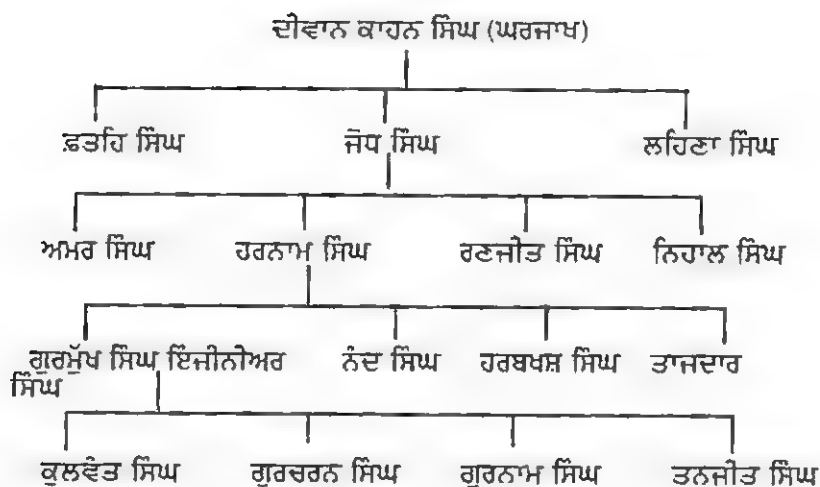 ਦੀਵਾਨ ਕਾਹਨ ਸਿੰਘ (ਘਰਜਾਖ)
ਫ਼ਤਹਿ ਸਿੰਘ ਜੋਧ ਸਿੰਘ ਲਹਿਣਾ ਸਿੰਘ
ਅਮਰ ਸਿੰਘ ਹਰਨਾਮ ਸਿੰਘ ਰਣਜੀਤ ਸਿੰਘ ਨਿਹਾਲ ਸਿੰਘ
ਗੁਰਮੁੱਖ ਸਿੰਘ ਇੰਜੀਨੀਅਰ ਨੰਦ ਸਿੰਘ ਹਰਬਖਸ਼ ਸਿੰਘ ਤਾਜਦਾਰ
ਸਿੰਘ
ਕੁਲਵੰਤ ਸਿੰਘ ਗੁਰਚਰਨ ਸਿੰਘ ਗੁਰਨਾਮ ਸਿੰਘ ਤਨਜੀਤ ਸਿੰਘ